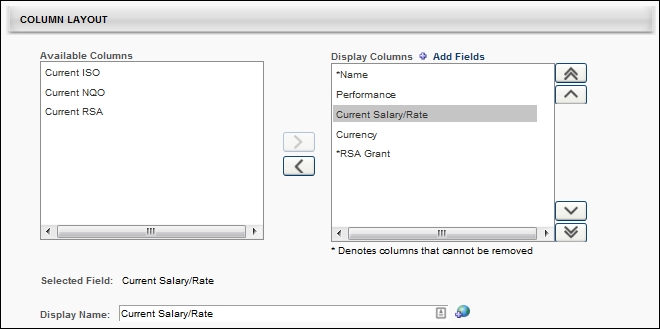 COLUMN LAYOUT
Available Columns
Current ISO
Current NQO
Current RSA
Display Columns Add Fields
*Name
Performance
Current Salary/Rate
Currency
*RSA Grant
* Denotes columns that cannot be removed
Selected Field: Current Salary/Rate
Display Name: Current Salary/Rate